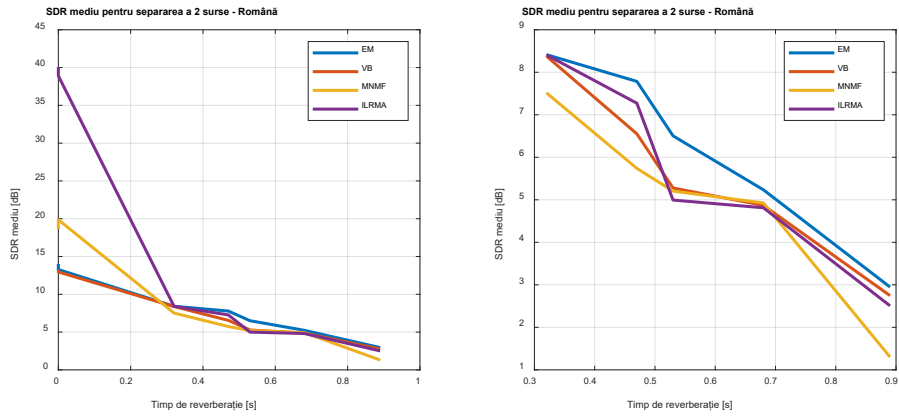 SDR mediu pentru separarea a 2 surse - Română
45
40
35
30
25
20
15
10
5
0
SDR mediu [dB]
EM
VB
MNMF
ILRMA
0
0.2
0.4
0.6
0.8
1
Timp de reverberație [s]
SDR mediu pentru separarea a 2 surse - Română
9
8
7
6
5
4
3
2
1
SDR mediu [dB]
EM
VB
MNMF
ILRMA
0.3
0.4
0.5
0.6
0.7
0.8
0.9
Timp de reverberație [s]